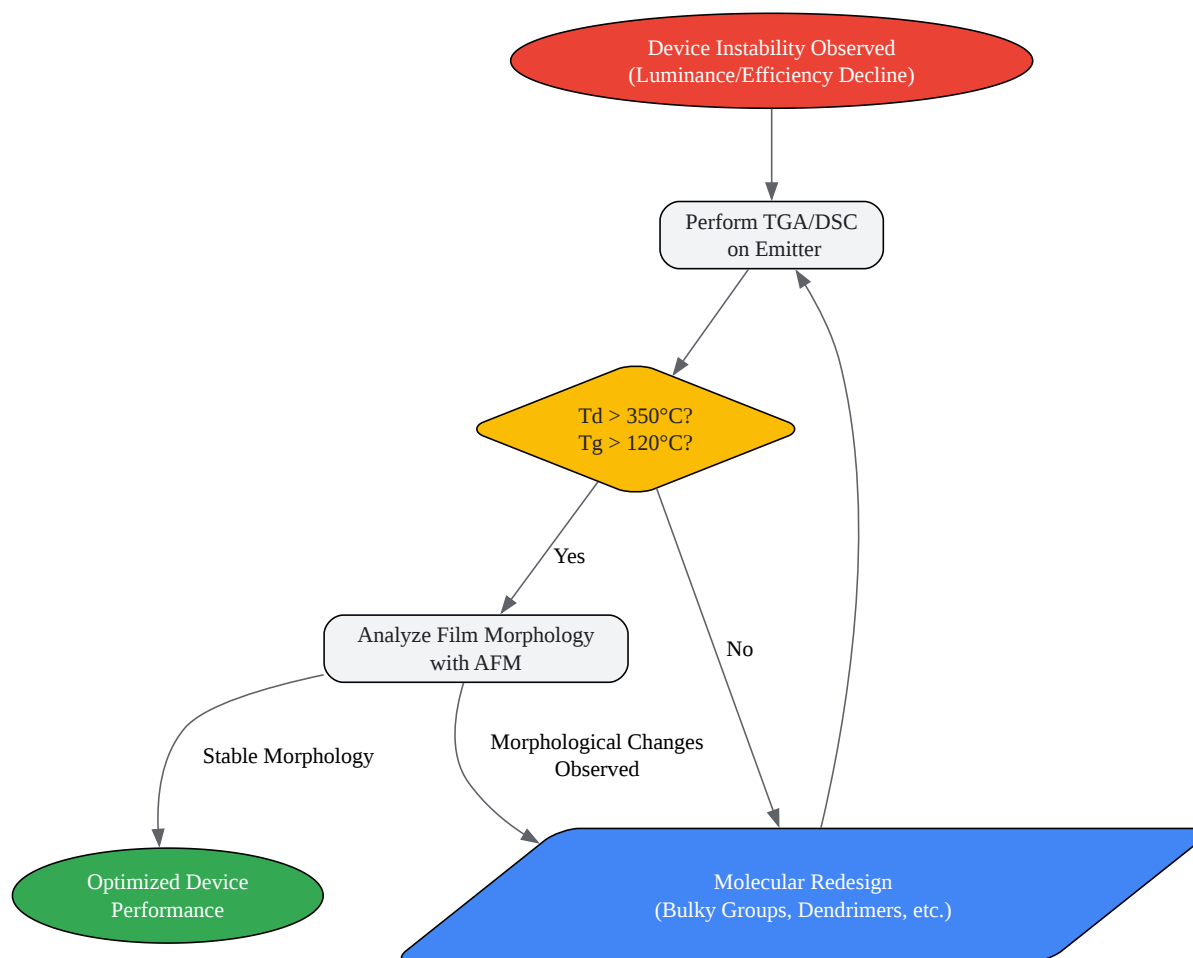 Device Instability Observed
(Luminance/Efficiency Decline)
Perform TGA/DSC
on Emitter
Td > 350°C?
Tg > 120°C?
Yes
No
Analyze Film Morphology
with AFM
Stable Morphology
Morphological Changes
Observed
Optimized Device
Performance
Molecular Redesign
(Bulky Groups, Dendrimers, etc.)